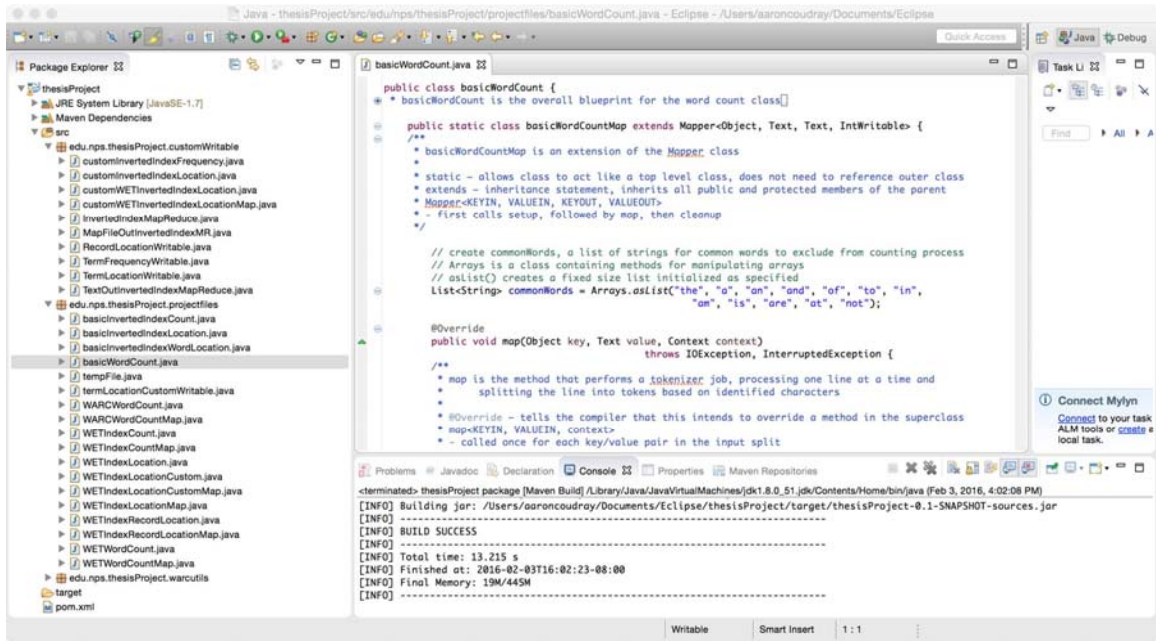 Java - thesisProject/src/edu/nps/thesisProject/projectfiles/basicWordCount.java - Eclipse - /Users/aaroncoudray/Documents/Eclipse
Quick Access
Java
Debug
Package Explorer
thesisProject
JRE System Library [JavaSE-1.7]
Maven Dependencies
src
edu.nps.thesisProject.customWritable
customInvertedIndexFrequency.java
customInvertedIndexLocation.java
customWETInvertedIndexLocation.java
customWETInvertedIndexLocationMap.java
InvertedIndexMapReduce.java
MapFileOutInvertedIndexMR.java
RecordLocationWritable.java
TermFrequencyWritable.java
TermLocationWritable.java
TextOutInvertedIndexMapReduce.java
edu.nps.thesisProject.projectfiles
basicInvertedIndexCount.java
basicInvertedIndexLocation.java
basicInvertedIndexWordLocation.java
basicWordCount.java
tempFile.java
termLocationCustomWritable.java
WARCWordCount.java
WARCWordCountMap.java
WETIndexCount.java
WETIndexCountMap.java
WETIndexLocation.java
WETIndexLocationCustom.java
WETIndexLocationCustomMap.java
WETIndexLocationMap.java
WETIndexRecordLocation.java
WETIndexRecordLocationMap.java
WETWordCount.java
WETWordCountMap.java
edu.nps.thesisProject.warcutils
target
pom.xml
basicWordCount.java
public class basicWordCount {
* basicWordCount is the overall blueprint for the word count class
public static class basicWordCountMap extends Mapper<Object, Text, Text, IntWritable> {
/**
* basicWordCountMap is an extension of the Mapper class
*
* static – allows class to act like a top level class, does not need to reference outer class
* extends – inheritance statement, inherits all public and protected members of the parent
* Mapper<KEYIN, VALUEIN, KEYOUT, VALUEOUT>
* - first calls setup, followed by map, then cleanup
*/
// create commonWords, a list of strings for common words to exclude from counting process
// Arrays is a class containing methods for manipulating arrays
// asList() creates a fixed size list initialized as specified
List<String> commonWords = Arrays.asList("the", "a", "an", "and", "of", "to", "in",
"am", "is", "are", "at", "not");
@Override
public void map(Object key, Text value, Context context)
throws IOException, InterruptedException {
/**
* map is the method that performs a tokenizer job, processing one line at a time and
* splitting the line into tokens based on identified characters
*
* @Override – tells the compiler that this intends to override a method in the superclass
* map<KEYIN, VALUEIN, context>
* - called once for each key/value pair in the input split
Task Li
Find
All
A
Connect Mylyn
Connect to your task
ALM tools or create a
local task.
Problems
Javadoc
Declaration
Console
Properties
Maven Repositories
<terminated> thesisProject package [Maven Build] /Library/Java/JavaVirtualMachines/jdk1.8.0_51.jdk/Contents/Home/bin/java (Feb 3, 2016, 4:02:08 PM)
[INFO] Building jar: /Users/aaroncoudray/Documents/Eclipse/thesisProject/target/thesisProject-0.1-SNAPSHOT-sources.jar
[INFO] ------------------------------------------------------------------------
[INFO] BUILD SUCCESS
[INFO] ------------------------------------------------------------------------
[INFO] Total time: 13.215 s
[INFO] Finished at: 2016-02-03T16:02:23-08:00
[INFO] Final Memory: 19M/445M
[INFO] ------------------------------------------------------------------------
Writable
Smart Insert
1 : 1